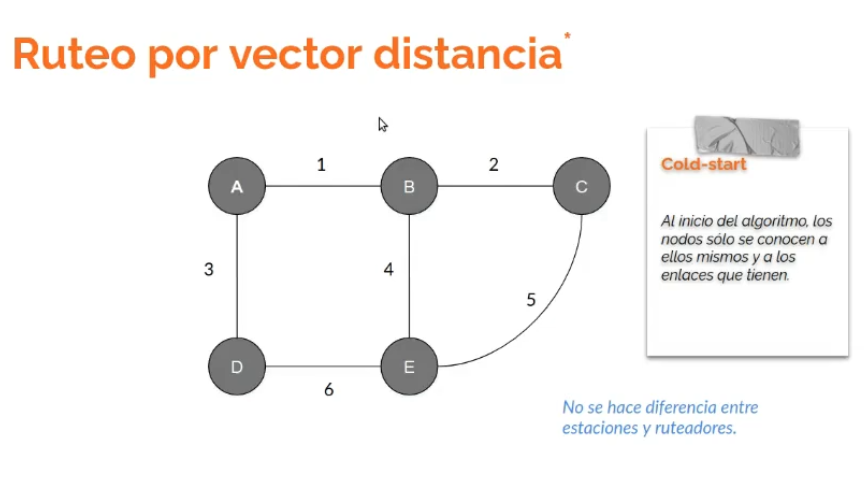 Ruteo por vector distancia*
1
2
A
B
C
3
4
5
D
E
6
Cold-start
Al inicio del algoritmo, los
nodos sólo se conocen a
ellos mismos y a los
enlaces que tienen.
No se hace diferencia entre
estaciones y ruteadores.